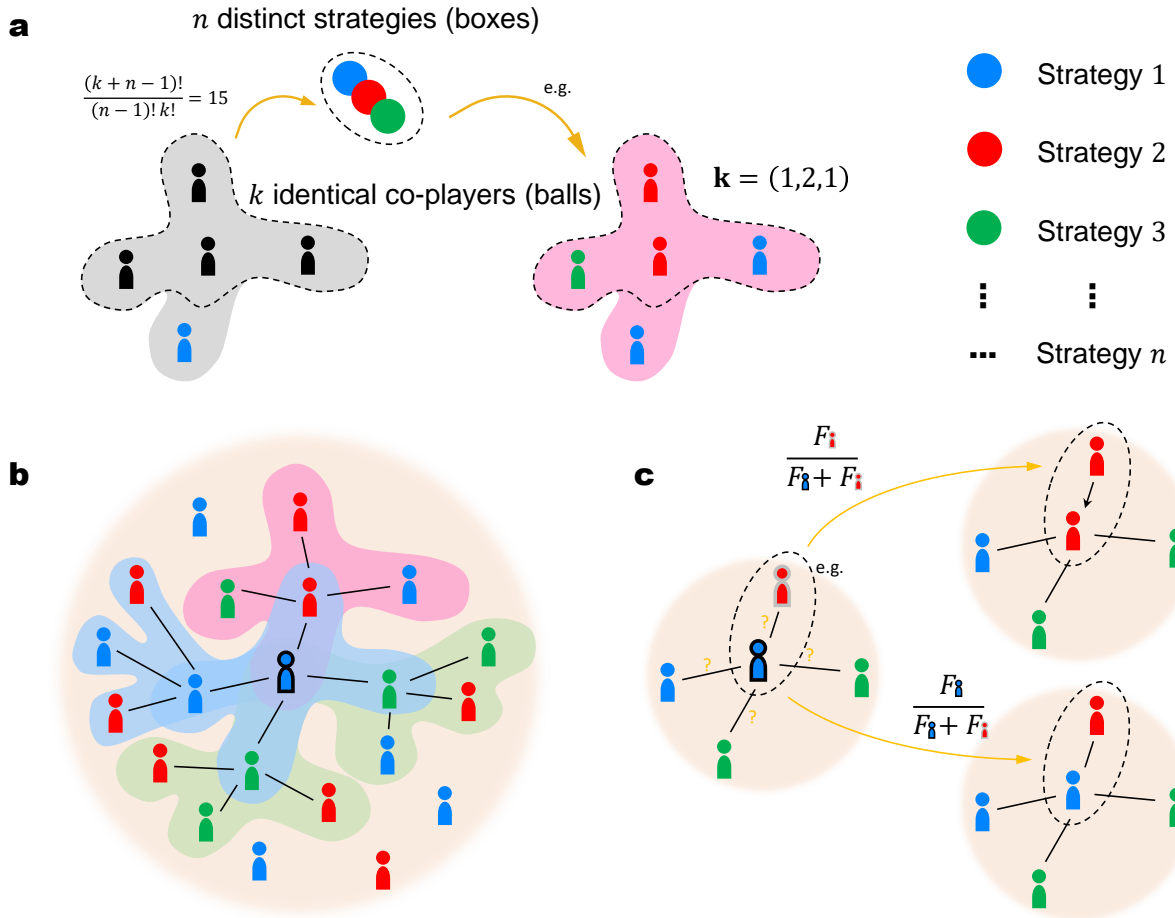 a
n distinct strategies (boxes)
(k + n − 1)!
(n − 1)! k! = 15
e.g.
k identical co-players (balls)
k = (1,2,1)
Strategy 1
Strategy 2
Strategy 3
Strategy n
b
c
F
F + F
e.g.
?
?
?
?
F
F + F